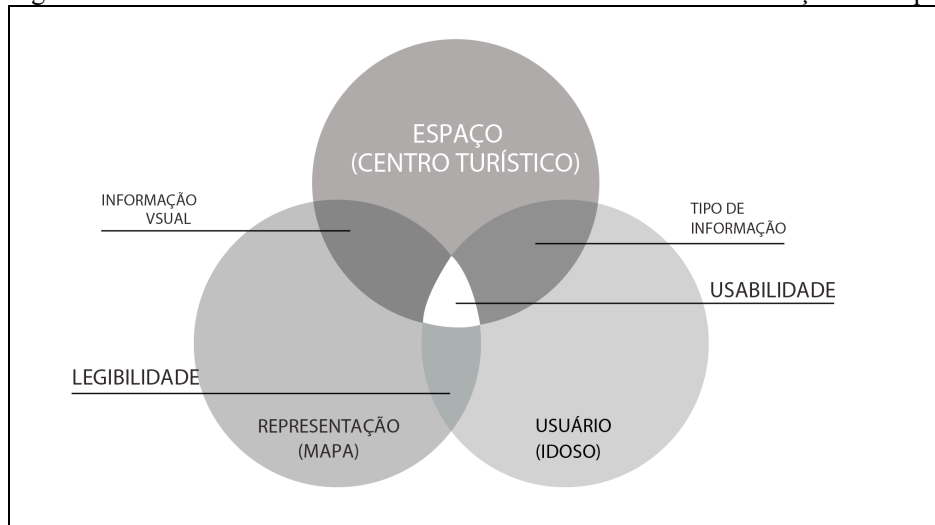 ESPAÇO
(CENTRO TURÍSTICO)
INFORMAÇÃO
VSUAL
TIPO DE
INFORMAÇÃO
USABILIDADE
LEGIBILIDADE
REPRESENTAÇÃO
(MAPA)
USUÁRIO
(IDOSO)